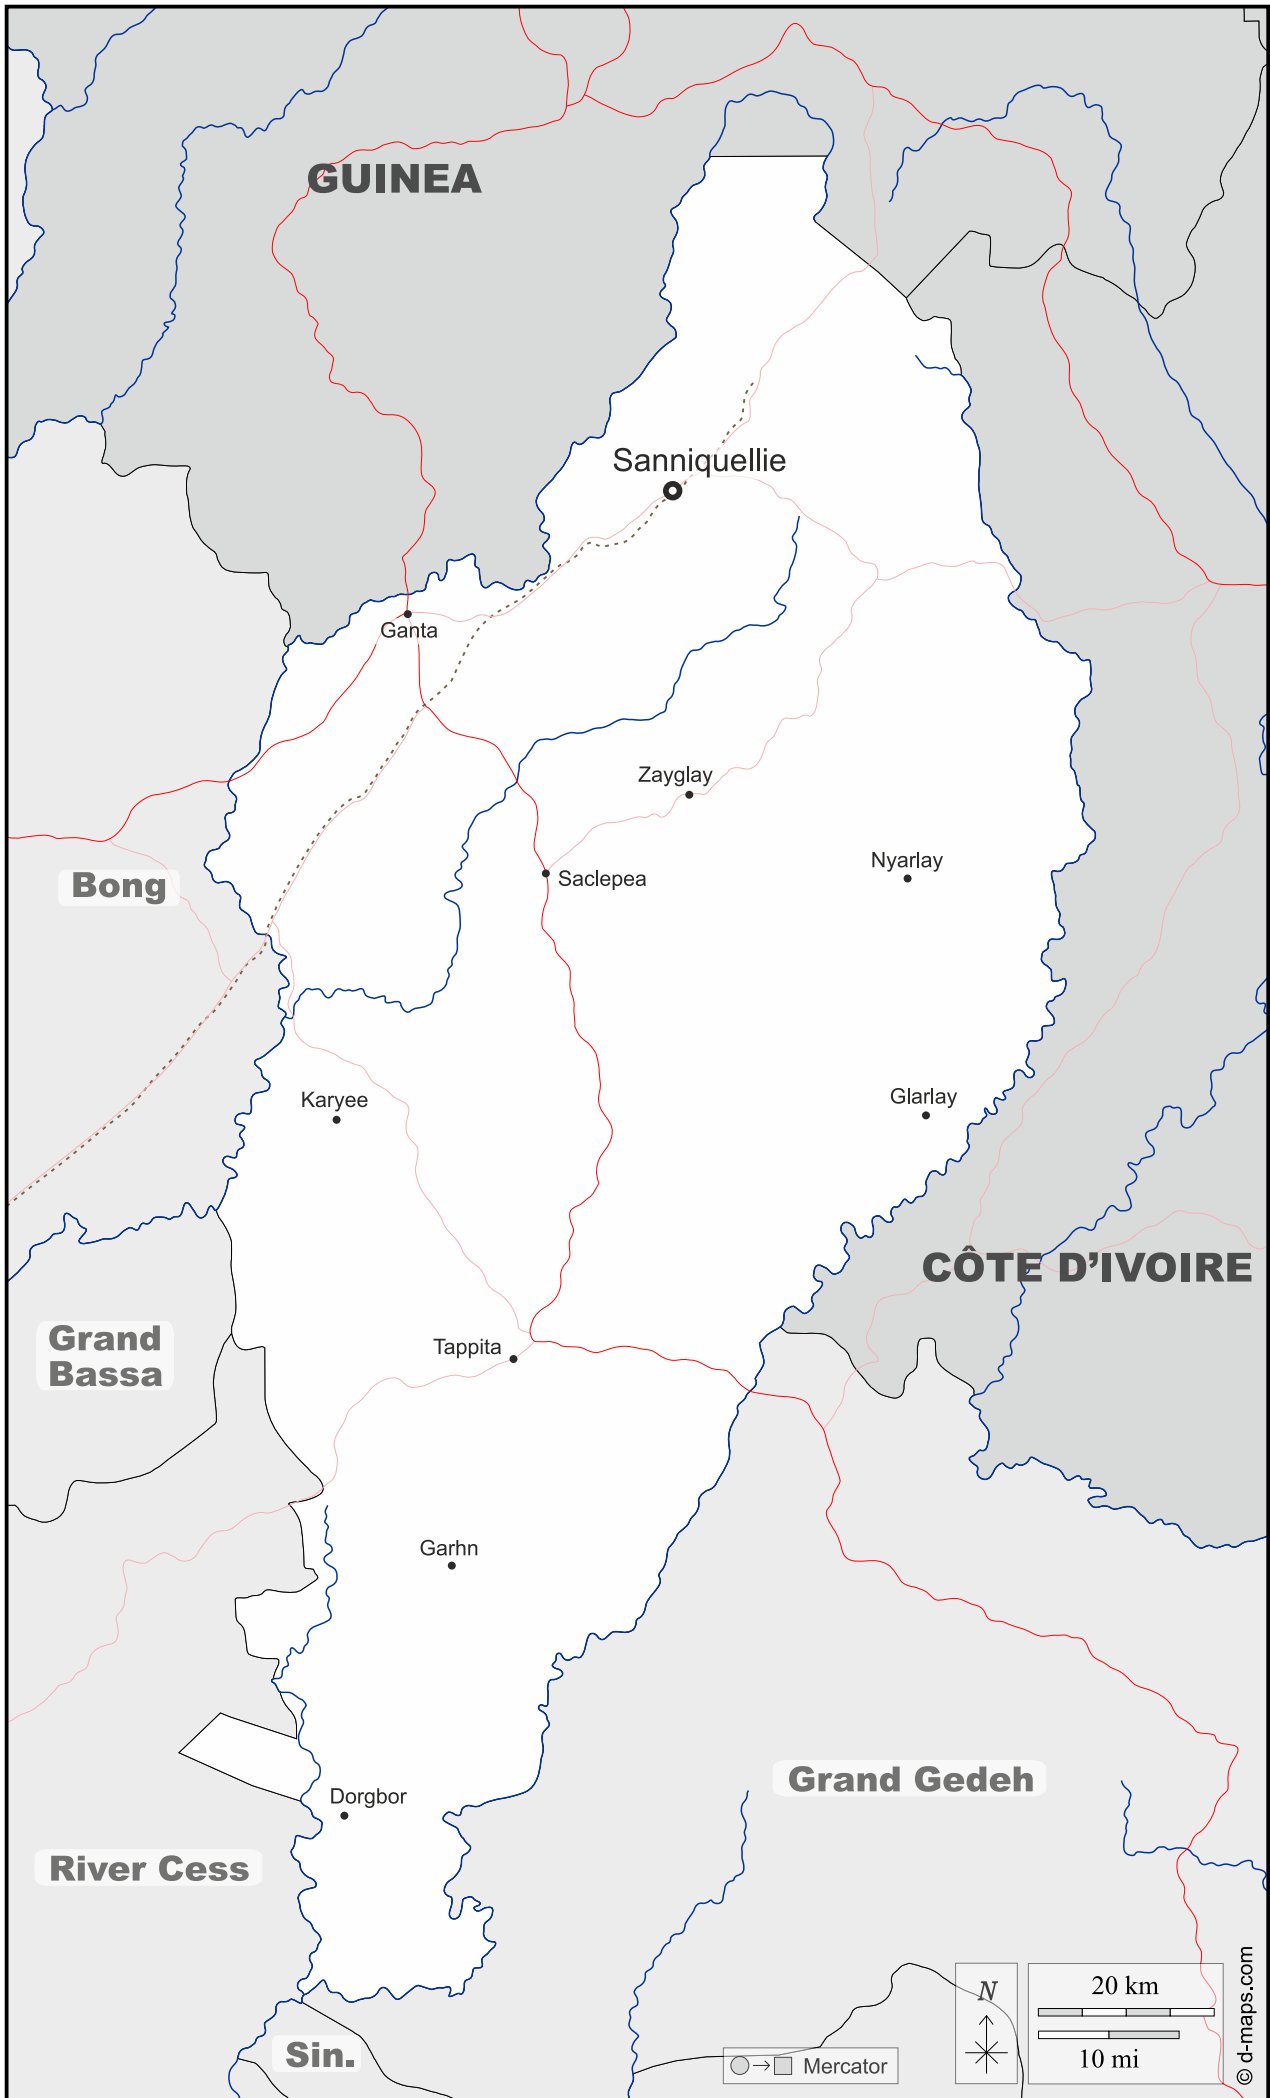 GUINEA
Sanniquellie
Ganta
Zayglay
Nyarlay
Saclepea
Bong
Karyee
Glarlay
CÔTE D'IVOIRE
Grand
Bassa
Tappita
Garhn
Grand Gedeh
Dorgbor
River Cess
Sin.
N
20 km
10 mi
Mercator
© d-maps.com